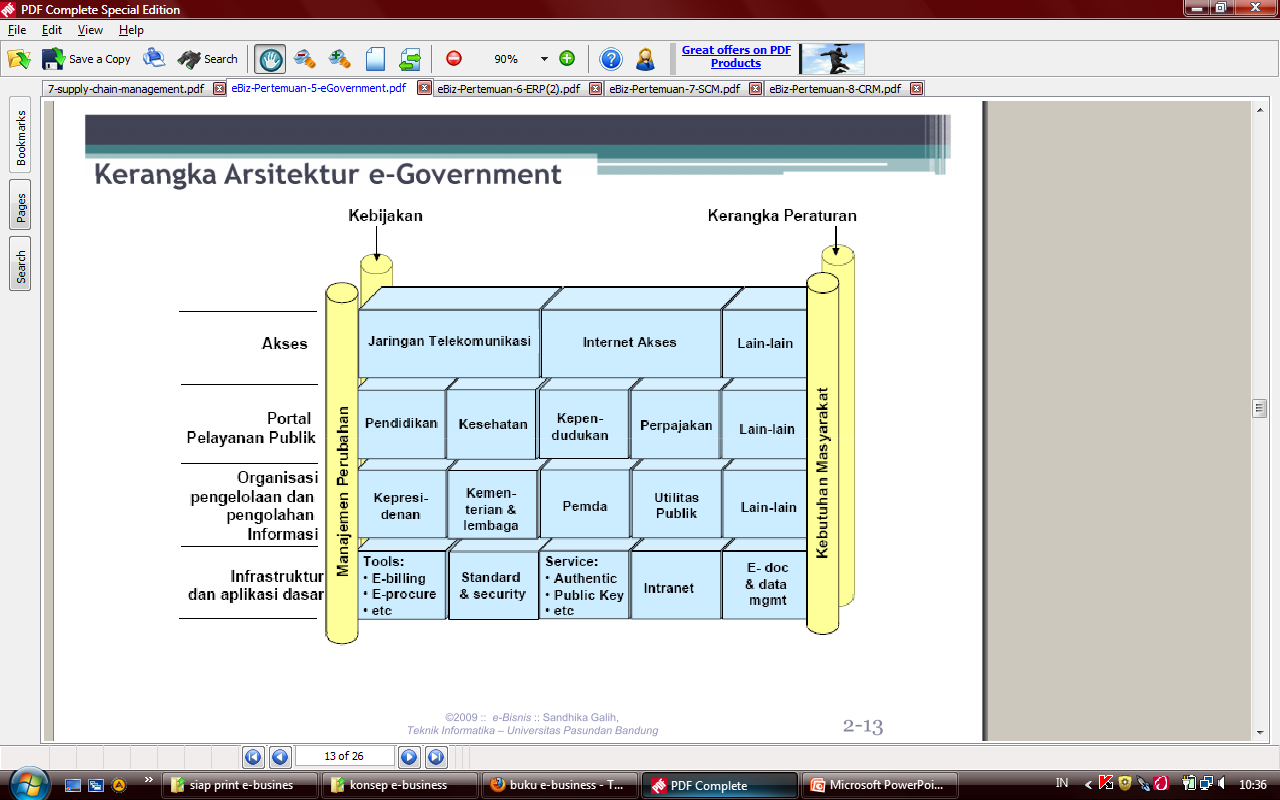 PDF Complete Special Edition
File Edit View Help
Save a Copy Search 90% Great offers on PDF
Products
7-supply-chain-management.pdf eBiz-Pertemuan-5-eGovernment.pdf eBiz-Pertemuan-6-ERP(2).pdf eBiz-Pertemuan-7-SCM.pdf eBiz-Pertemuan-8-CRM.pdf
Bookmarks
Pages
Search
Kerangka Arsitektur e-Government
Kebijakan
Kerangka Peraturan
Manajemen Perubahan
Kebutuhan Masyarakat
Akses
Jaringan Telekomunikasi
Internet Akses
Lain-lain
Portal
Pelayanan Publik
Pendidikan
Kesehatan
Kepen-
dudukan
Perpajakan
Lain-lain
Organisasi
pengelolaan dan
pengolahan
Informasi
Kepresi-
denan
Kemen-
terian &
lembaga
Pemda
Utilitas
Publik
Lain-lain
Infrastruktur
dan aplikasi dasar
Tools:
• E-billing
• E-procure
• etc
Standard
& security
Service:
• Authentic
• Public Key
• etc
Intranet
E- doc
& data
mgmt
©2009 :: e-Bisnis :: Sandhika Galih,
Teknik Informatika – Universitas Pasundan Bandung
2-13
13 of 26
siap print e-busines konsep e-business buku e-business - T... PDF Complete Microsoft PowerPoi... IN 10:36